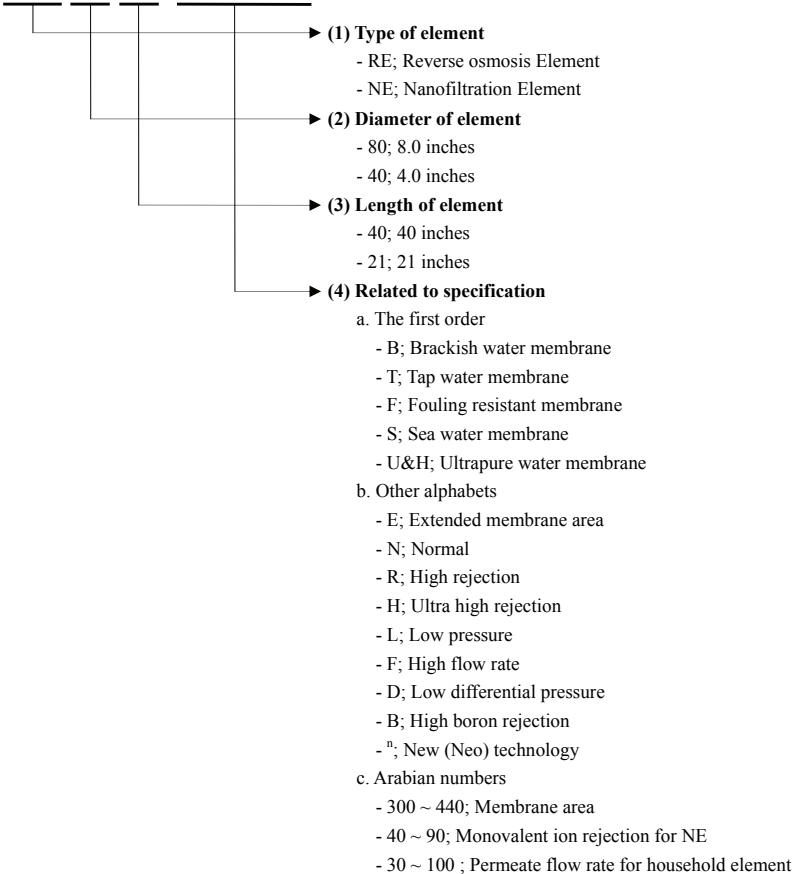 (1) Type of element
- RE; Reverse osmosis Element
- NE; Nanofiltration Element
(2) Diameter of element
- 80; 8.0 inches
- 40; 4.0 inches
(3) Length of element
- 40; 40 inches
- 21; 21 inches
(4) Related to specification
a. The first order
- B; Brackish water membrane
- T; Tap water membrane
- F; Fouling resistant membrane
- S; Sea water membrane
- U&H; Ultrapure water membrane
b. Other alphabets
- E; Extended membrane area
- N; Normal
- R; High rejection
- H; Ultra high rejection
- L; Low pressure
- F; High flow rate
- D; Low differential pressure
- B; High boron rejection
- ⁿ; New (Neo) technology
c. Arabian numbers
- 300 ~ 440; Membrane area
- 40 ~ 90; Monovalent ion rejection for NE
- 30 ~ 100 ; Permeate flow rate for household element